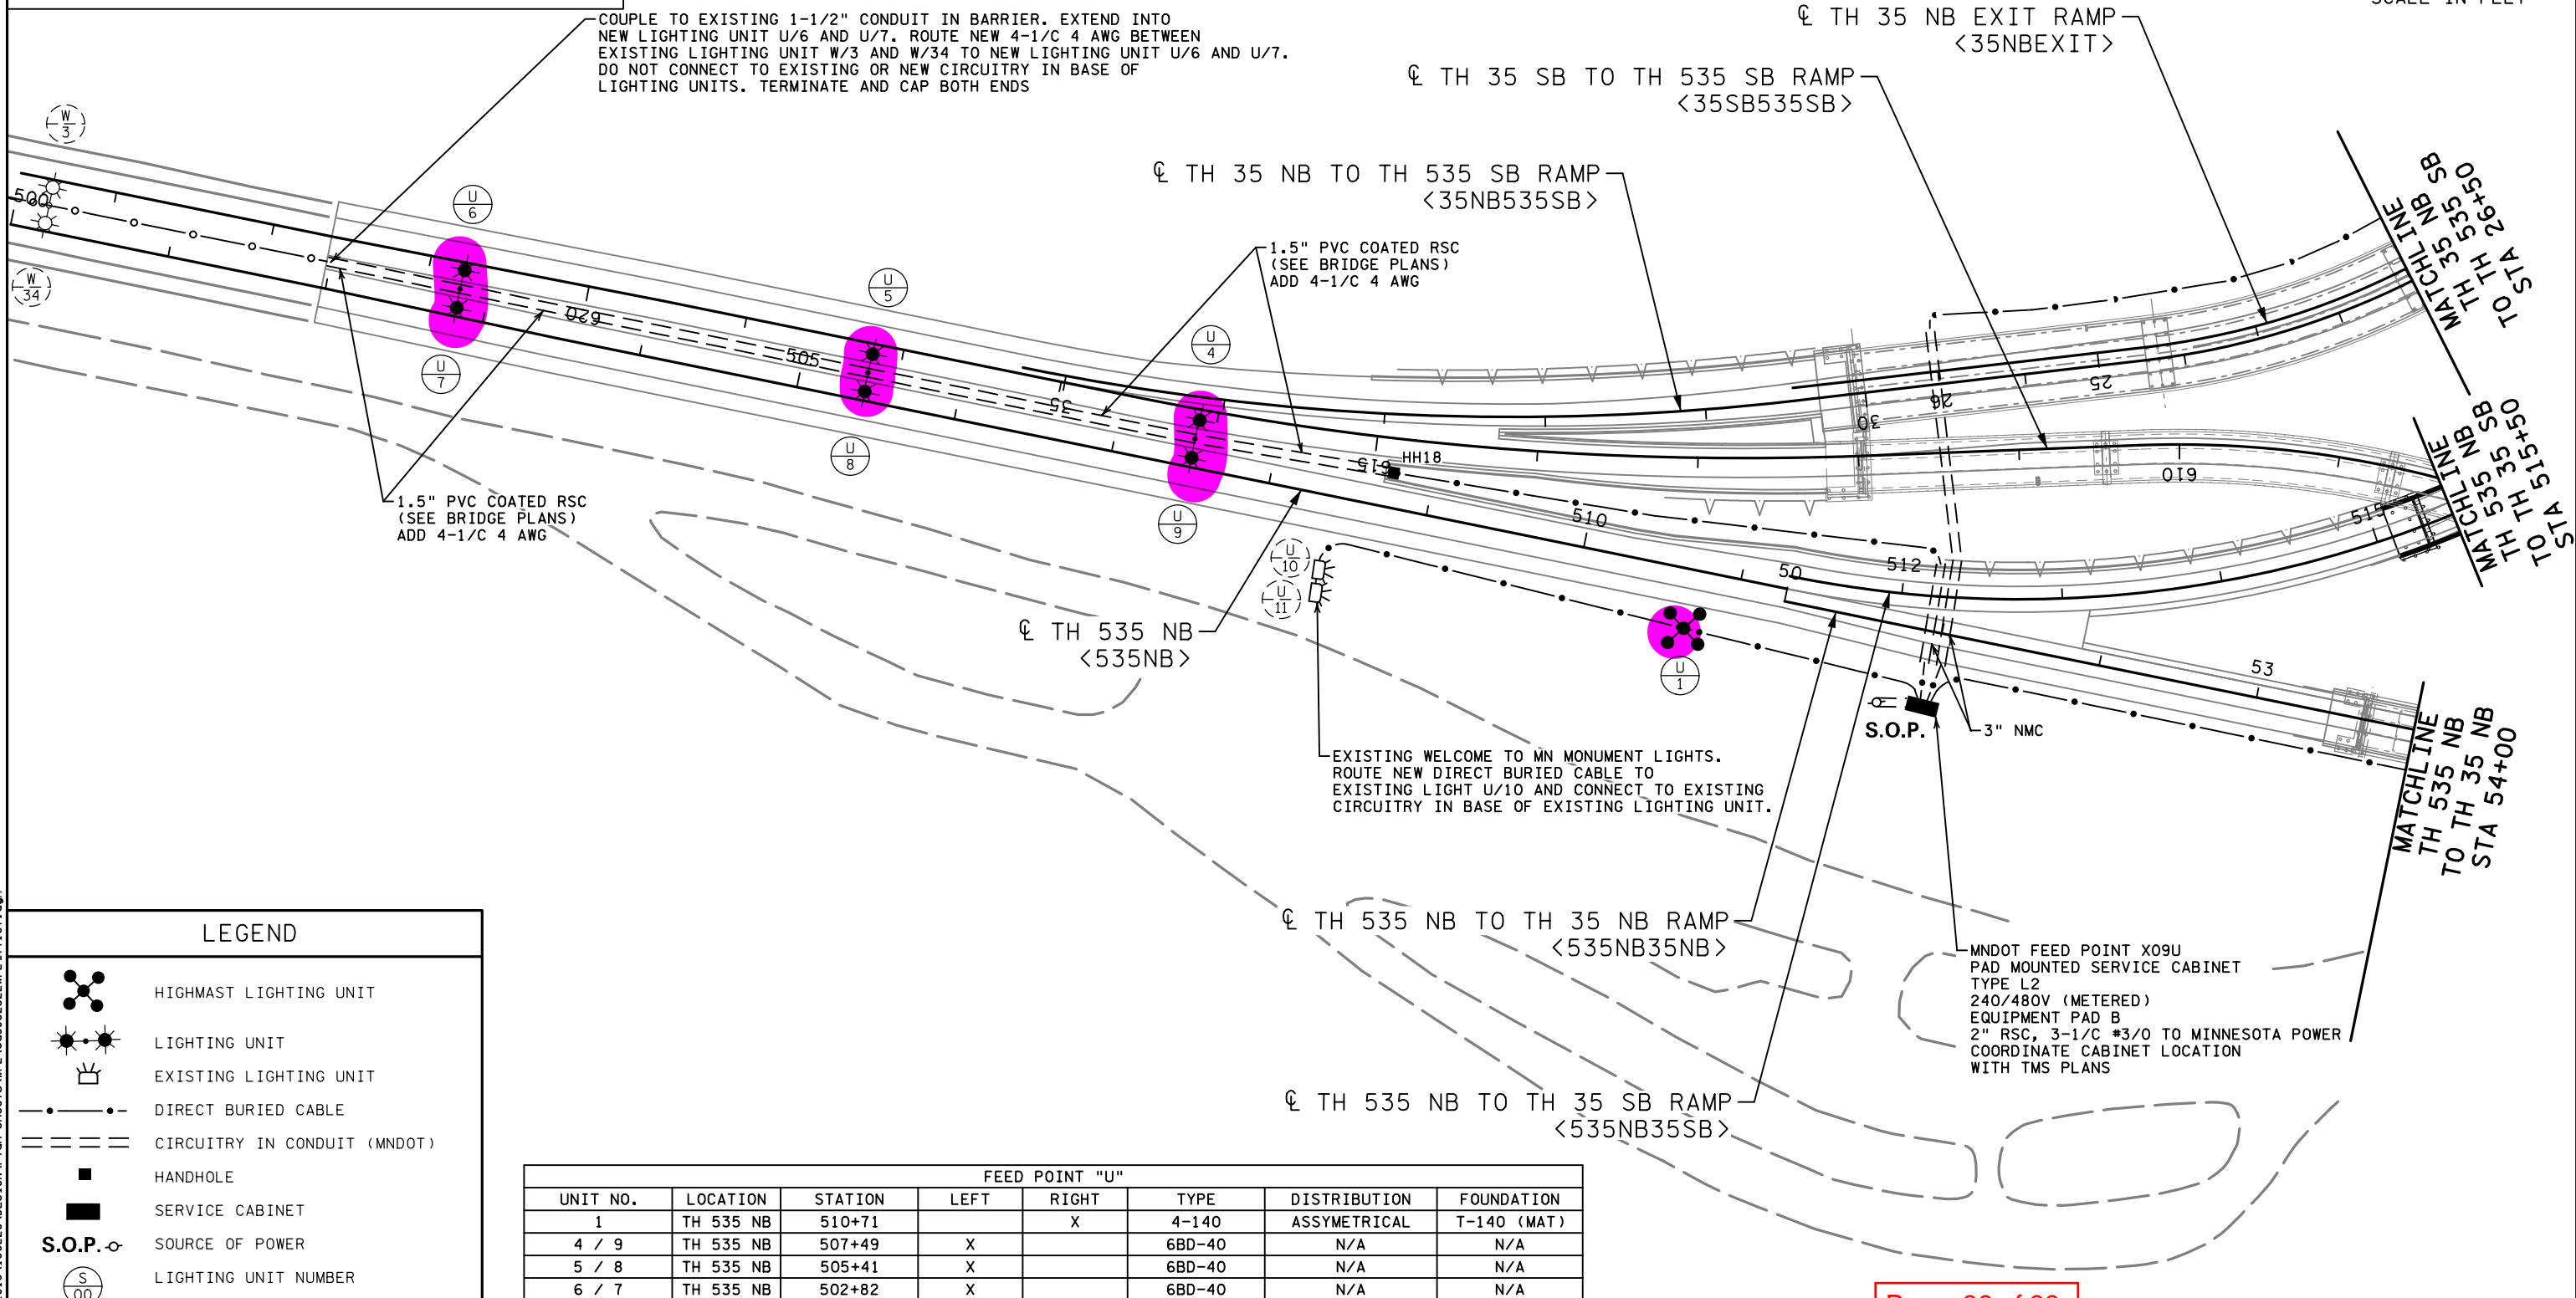 COUPLE TO EXISTING 1-1/2" CONDUIT IN BARRIER. EXTEND INTO
NEW LIGHTING UNIT U/6 AND U/7. ROUTE NEW 4-1/C 4 AWG BETWEEN
EXISTING LIGHTING UNIT W/3 AND W/34 TO NEW LIGHTING UNIT U/6 AND U/7.
DO NOT CONNECT TO EXISTING OR NEW CIRCUITRY IN BASE OF
LIGHTING UNITS. TERMINATE AND CAP BOTH ENDS
℄ TH 35 NB EXIT RAMP
<35NBEXIT>
℄ TH 35 SB TO TH 535 SB RAMP
<35SB535SB>
℄ TH 35 NB TO TH 535 SB RAMP
<35NB535SB>
W
3
W
34
500
U
6
U
7
620
U
5
U
8
505
U
4
U
9
35
1.5" PVC COATED RSC
(SEE BRIDGE PLANS)
ADD 4-1/C 4 AWG
1.5" PVC COATED RSC
(SEE BRIDGE PLANS)
ADD 4-1/C 4 AWG
615
HH18
30
26
25
610
510
512
515
50
53
MATCHLINE
TH 35 NB
TO TH 535 SB
STA 26+50
MATCHLINE
TH 535 NB
TO TH 35 SB
STA 515+50
MATCHLINE
TH 535 NB
TO TH 35 NB
STA 54+00
U
10
U
11
U
1
℄ TH 535 NB
<535NB>
S.O.P.
3" NMC
EXISTING WELCOME TO MN MONUMENT LIGHTS.
ROUTE NEW DIRECT BURIED CABLE TO
EXISTING LIGHT U/10 AND CONNECT TO EXISTING
CIRCUITRY IN BASE OF EXISTING LIGHTING UNIT.
℄ TH 535 NB TO TH 35 NB RAMP
<535NB35NB>
MNDOT FEED POINT X09U
PAD MOUNTED SERVICE CABINET
TYPE L2
240/480V (METERED)
EQUIPMENT PAD B
2" RSC, 3-1/C #3/0 TO MINNESOTA POWER
COORDINATE CABINET LOCATION
WITH TMS PLANS
℄ TH 535 NB TO TH 35 SB RAMP
<535NB35SB>
LEGEND
HIGHMAST LIGHTING UNIT
LIGHTING UNIT
EXISTING LIGHTING UNIT
DIRECT BURIED CABLE
CIRCUITRY IN CONDUIT (MNDOT)
HANDHOLE
SERVICE CABINET
S.O.P. SOURCE OF POWER
S
00
LIGHTING UNIT NUMBER
FEED POINT "U"
UNIT NO. LOCATION STATION LEFT RIGHT TYPE DISTRIBUTION FOUNDATION
1 TH 535 NB 510+71 X 4-140 ASSYMETRICAL T-140 (MAT)
4 / 9 TH 535 NB 507+49 X 6BD-40 N/A N/A
5 / 8 TH 535 NB 505+41 X 6BD-40 N/A N/A
6 / 7 TH 535 NB 502+82 X 6BD-40 N/A N/A